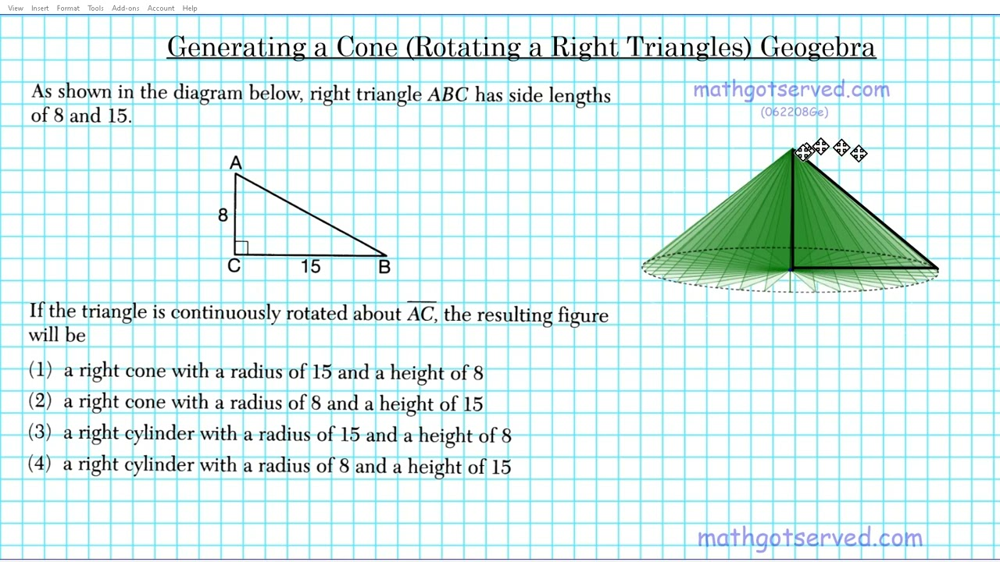 View Insert Format Tools Add-ons Account Help
Generating a Cone (Rotating a Right Triangles) Geogebra
As shown in the diagram below, right triangle ABC has side lengths
of 8 and 15.
mathgotserved.com
(062208Ge)
A
8
C 15 B
If the triangle is continuously rotated about AC, the resulting figure
will be
(1) a right cone with a radius of 15 and a height of 8
(2) a right cone with a radius of 8 and a height of 15
(3) a right cylinder with a radius of 15 and a height of 8
(4) a right cylinder with a radius of 8 and a height of 15
mathgotserved.com